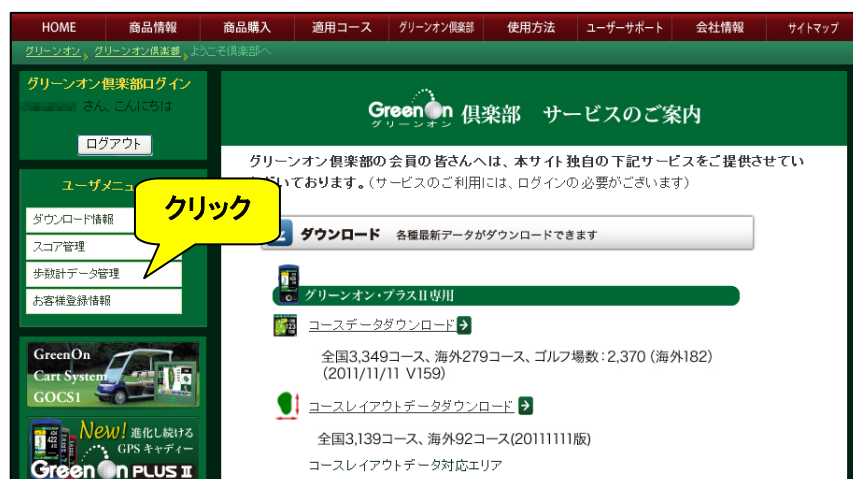 HOME 商品情報 商品購入 適用コース グリーンオン倶楽部 使用方法 ユーザーサポート 会社情報 サイトマップ
グリーンオン グリーンオン倶楽部 ようこそ倶楽部へ
グリーンオン倶楽部ログイン
さん、こんにちは
ログアウト
ユーザメニュ
ダウンロード情報
スコア管理
歩数計データ管理
お客様登録情報
クリック
GreenOn
Cart System
GOCS1
New! 進化し続ける
GPS キャディー
GreenOn PLUS II
GreenOn 倶楽部 サービスのご案内
グリーンオン
グリーンオン倶楽部の会員の皆さんへは、本サイト独自の下記サービスをご提供させてい
いております。(サービスのご利用には、ログインの必要がございます)
ダウンロード 各種最新データがダウンロードできます
グリーンオン・プラスII専用
コースデータダウンロード
全国3,349コース、海外279コース、ゴルフ場数:2,370 (海外182)
(2011/11/11 V159)
コースレイアウトデータダウンロード
全国3,139コース、海外92コース(20111111版)
コースレイアウトデータ対応エリア